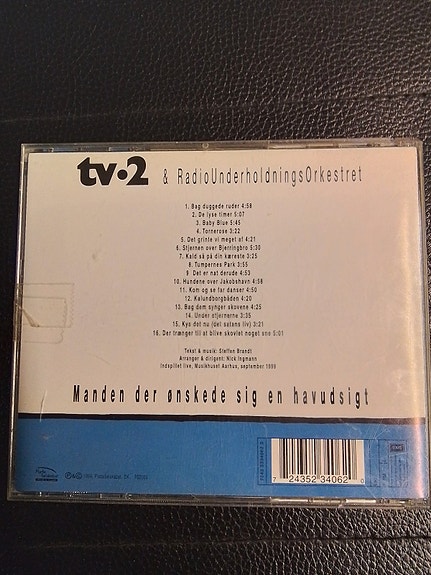 tv·2 & RadioUnderholdningsOrkestret
1. Bag duggede ruder 4:58
2. De lyse timer 5:07
3. Baby Blue 5:45
4. Tornerose 3:22
5. Det grinte vi meget af 4:21
6. Stjernen over Bjerringbro 5:30
7. Kald så på din kæreste 3:25
8. Tumpernes Park 3:55
9. Det er nat derude 4:53
10. Hundene over Jakobshavn 4:58
11. Kom og se far danser 4:50
12. Kalundborgbåden 4:20
13. Bag dem synger skovene 4:25
14. Under stjernerne 3:35
15. Kys det nu (det satans liv) 3:21
16. Der trænger til at blive skovlet noget sne 5:01
Tekst & musik: Steffen Brandt
Arranger & dirigent: Nick Ingmann
Indspillet live, Musikhuset Aarhus, september 1999
Manden der ønskede sig en havudsigt
7 24352 34062 0